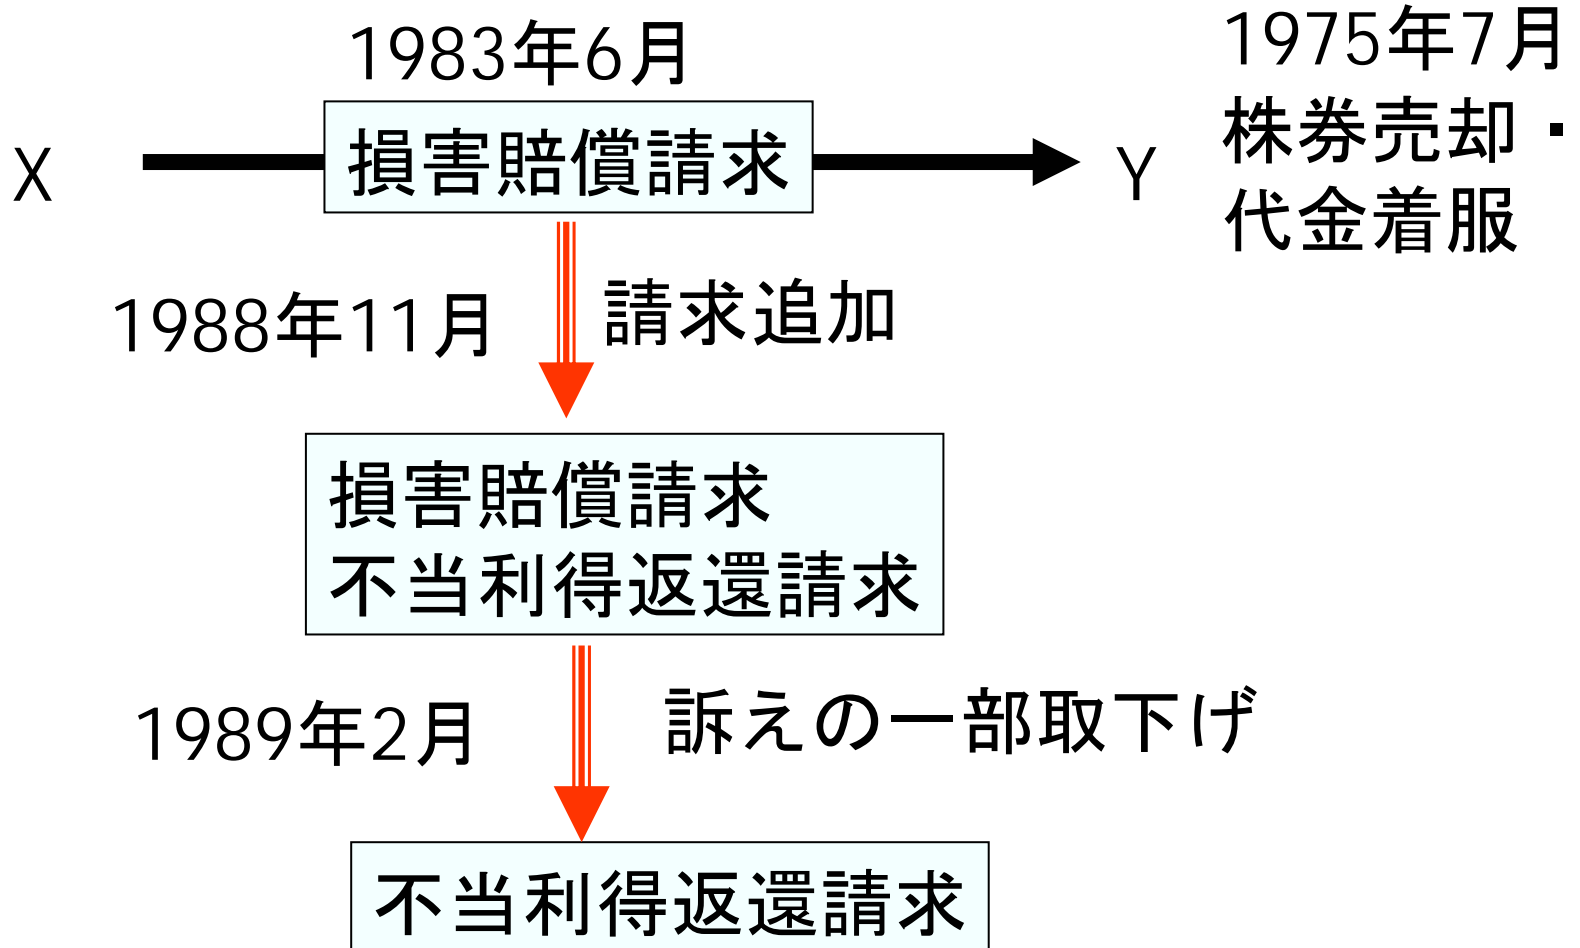 1983年6月
1975年7月
株券売却・
代金着服
X
損害賠償請求
Y
1988年11月
請求追加
損害賠償請求
不当利得返還請求
1989年2月
訴えの一部取下げ
不当利得返還請求